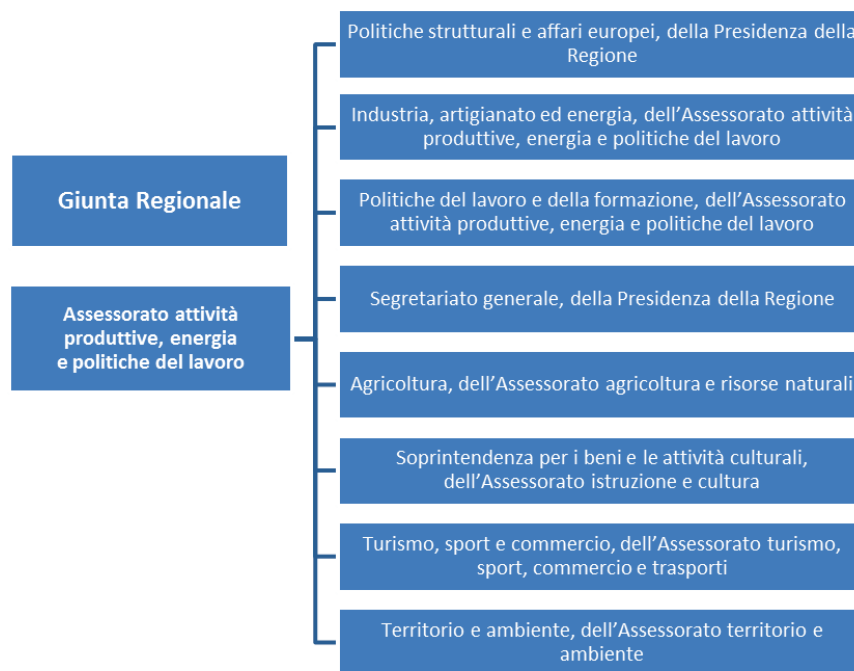 Giunta Regionale
Assessorato attività
produttive, energia
e politiche del lavoro
Politiche strutturali e affari europei, della Presidenza della
Regione
Industria, artigianato ed energia, dell’Assessorato attività
produttive, energia e politiche del lavoro
Politiche del lavoro e della formazione, dell’Assessorato
attività produttive, energia e politiche del lavoro
Segretariato generale, della Presidenza della Regione
Agricoltura, dell’Assessorato agricoltura e risorse naturali
Soprintendenza per i beni e le attività culturali,
dell’Assessorato istruzione e cultura
Turismo, sport e commercio, dell’Assessorato turismo,
sport, commercio e trasporti
Territorio e ambiente, dell’Assessorato territorio e
ambiente